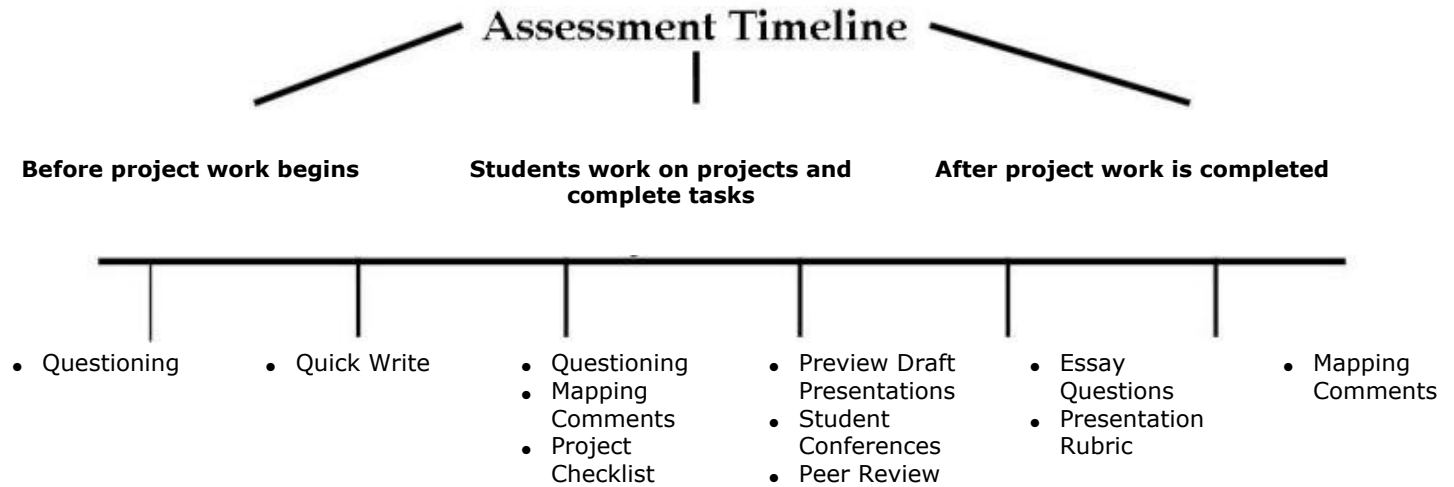 Assessment Timeline
Before project work begins
Students work on projects and
complete tasks
After project work is completed
• Questioning
• Quick Write
• Questioning
• Mapping
Comments
• Project
Checklist
• Preview Draft
Presentations
• Student
Conferences
• Peer Review
• Essay
Questions
• Presentation
Rubric
• Mapping
Comments